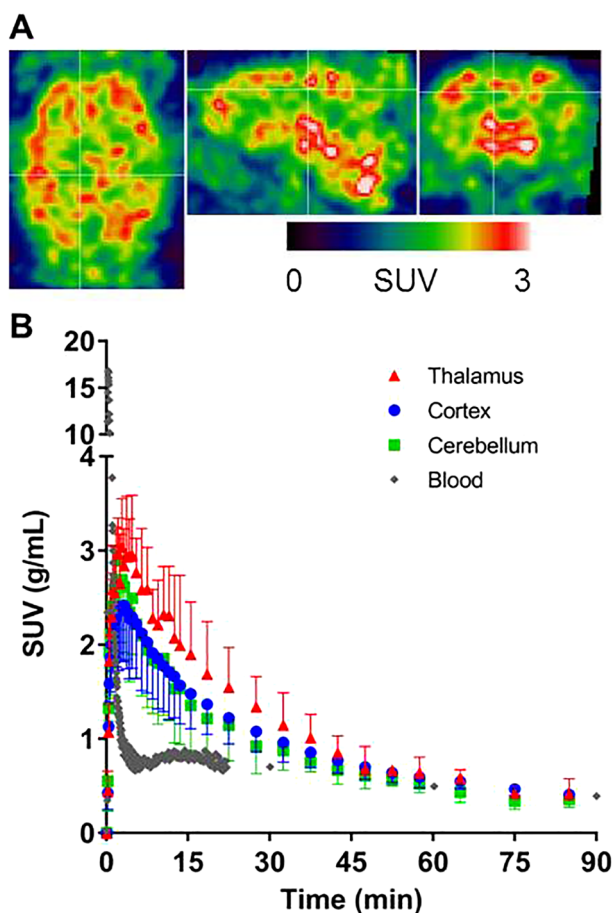 A
0 SUV 3
B
20
15
10
4
3
2
1
0
SUV (g/mL)
Thalamus
Cortex
Cerebellum
Blood
0 15 30 45 60 75 90
Time (min)